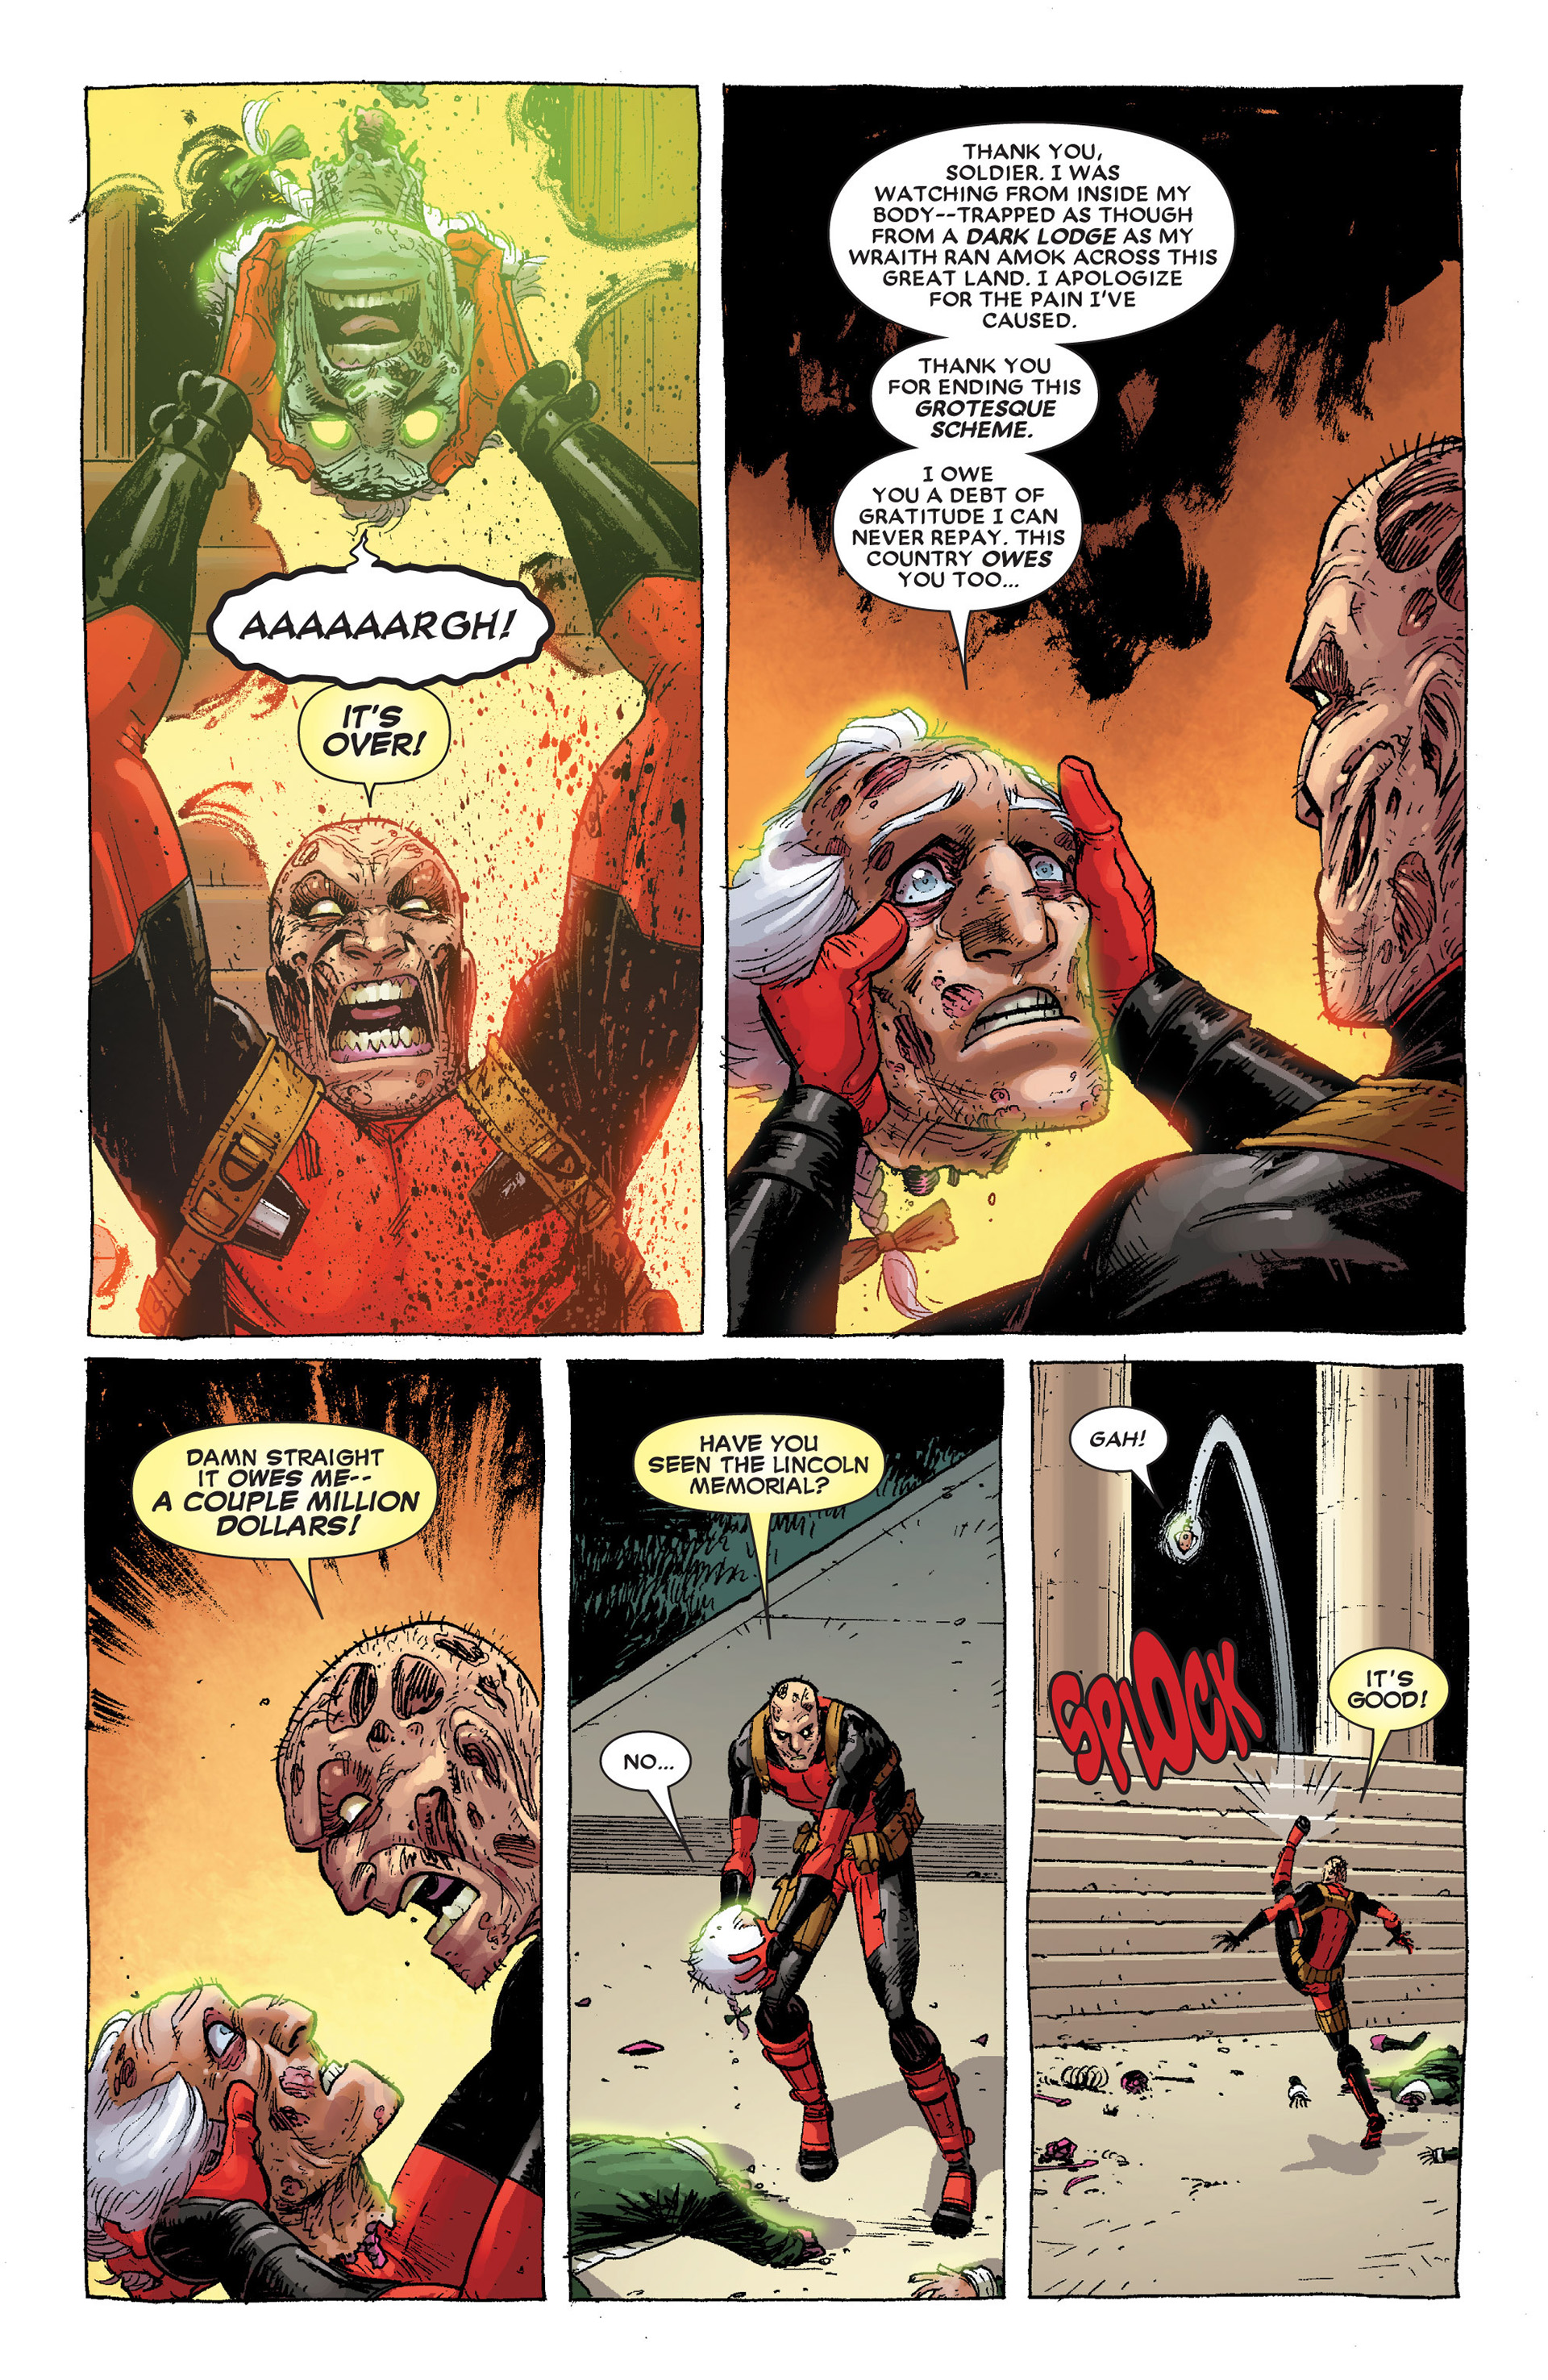 AAAAAARGH!
IT'S
OVER!
THANK YOU,
SOLDIER. I WAS
WATCHING FROM INSIDE MY
BODY--TRAPPED AS THOUGH
FROM A DARK LODGE AS MY
WRAITH RAN AMOK ACROSS THIS
GREAT LAND. I APOLOGIZE
FOR THE PAIN I'VE
CAUSED.
THANK YOU
FOR ENDING THIS
GROTESQUE
SCHEME.
I OWE
YOU A DEBT OF
GRATITUDE I CAN
NEVER REPAY. THIS
COUNTRY OWES
YOU TOO...
DAMN STRAIGHT
IT OWES ME--
A COUPLE MILLION
DOLLARS!
HAVE YOU
SEEN THE LINCOLN
MEMORIAL?
NO...
GAH!
SPLOCK
IT'S
GOOD!